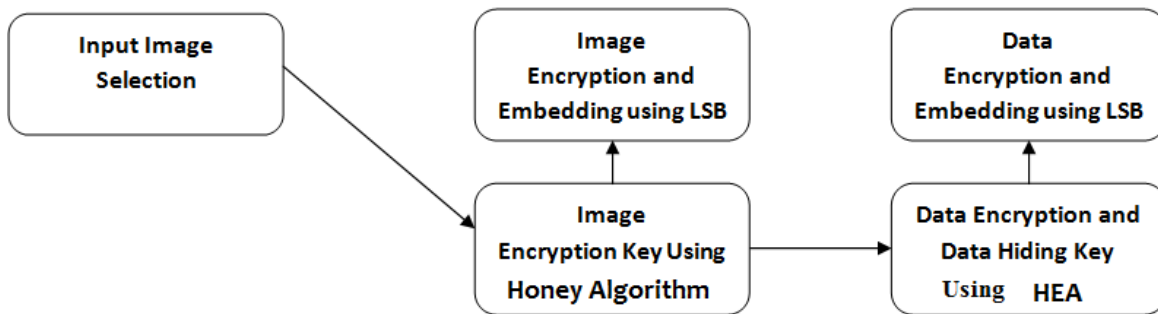 Input Image
Selection
Image
Encryption and
Embedding using LSB
Data
Encryption and
Embedding using LSB
Image
Encryption Key Using
Honey Algorithm
Data Encryption and
Data Hiding Key
Using HEA